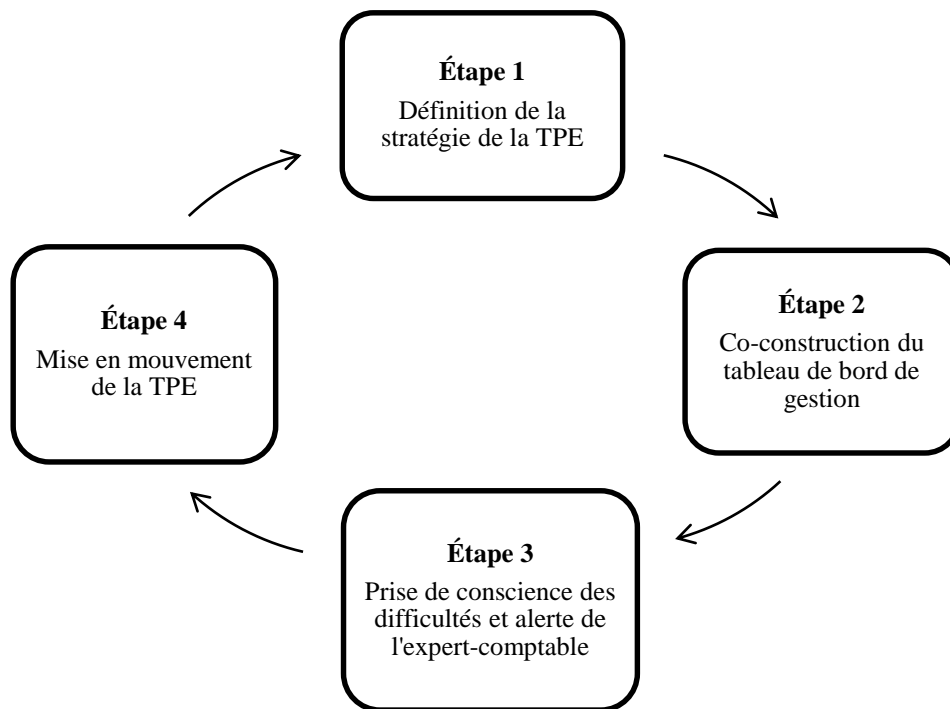 Étape 1
Définition de la
stratégie de la TPE
Étape 2
Co-construction du
tableau de bord de
gestion
Étape 3
Prise de conscience des
difficultés et alerte de
l'expert-comptable
Étape 4
Mise en mouvement
de la TPE